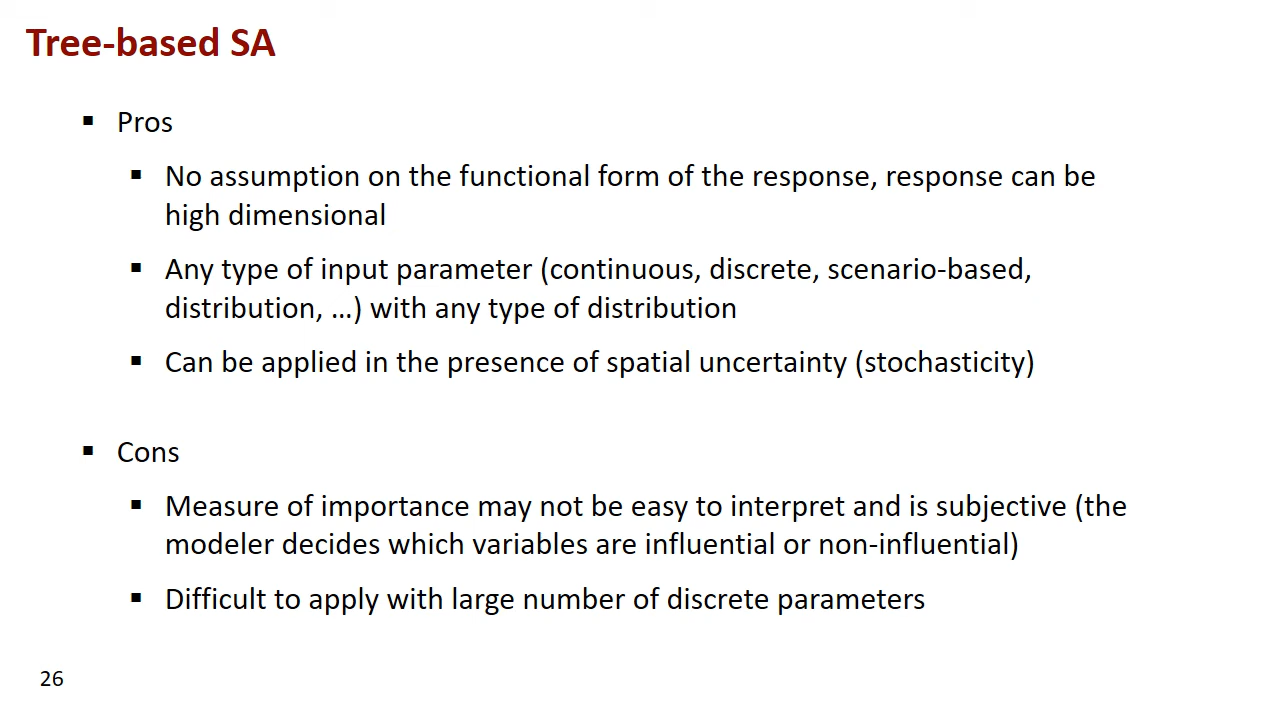 Tree-based SA
▪ Pros
▪ No assumption on the functional form of the response, response can be
high dimensional
▪ Any type of input parameter (continuous, discrete, scenario-based,
distribution, …) with any type of distribution
▪ Can be applied in the presence of spatial uncertainty (stochasticity)
▪ Cons
▪ Measure of importance may not be easy to interpret and is subjective (the
modeler decides which variables are influential or non-influential)
▪ Difficult to apply with large number of discrete parameters
26